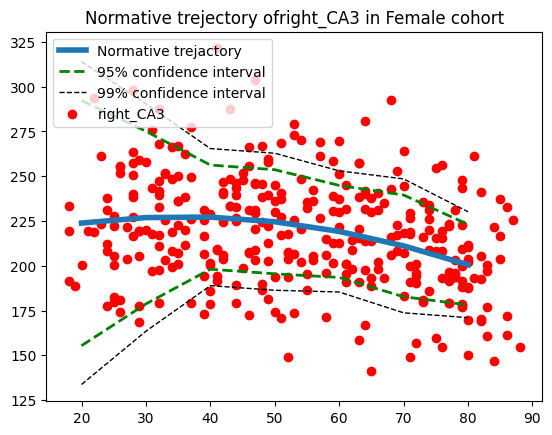 Normative trejectory ofright_CA3 in Female cohort
Normative trejactory
95% confidence interval
99% confidence interval
right_CA3
325
300
275
250
225
200
175
150
125
20 30 40 50 60 70 80 90